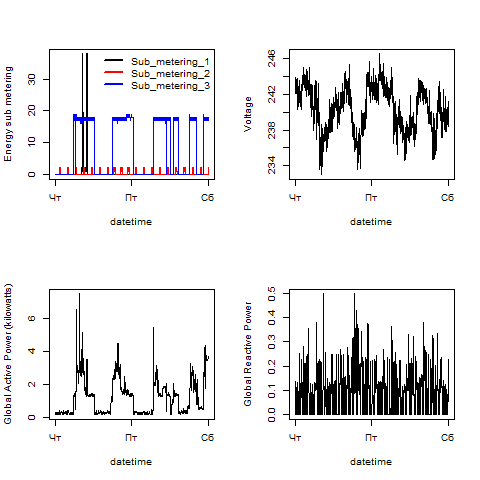 Energy sub metering
0 10 20 30
Sub_metering_1
Sub_metering_2
Sub_metering_3
Чт Пт Сб
datetime
Voltage
234 238 242 246
Чт Пт Сб
datetime
Global Active Power (kilowatts)
0 2 4 6
Чт Пт Сб
datetime
Global Reactive Power
0.0 0.1 0.2 0.3 0.4 0.5
Чт Пт Сб
datetime